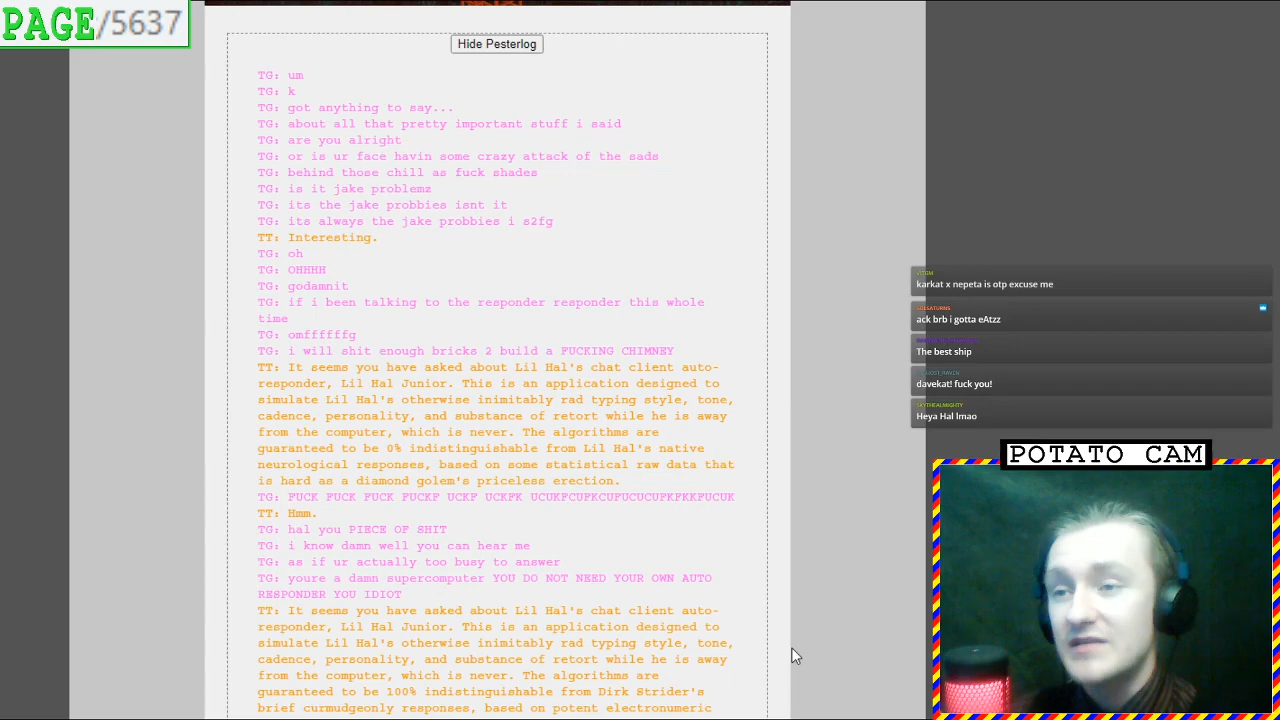 PAGE/5637
Hide Pesterlog
TG: um
TG: k
TG: got anything to say...
TG: about all that pretty important stuff i said
TG: are you alright
TG: or is ur face havin some crazy attack of the sads
TG: behind those chill as fuck shades
TG: is it jake problemz
TG: its the jake probbies isnt it
TG: its always the jake probbies i s2fg
TT: Interesting.
TG: oh
TG: OHHHH
TG: godamnit
TG: if i been talking to the responder responder this whole
time
TG: omffffffg
TG: i will shit enough bricks 2 build a FUCKING CHIMNEY
TT: It seems you have asked about Lil Hal's chat client auto-
responder, Lil Hal Junior. This is an application designed to
simulate Lil Hal's otherwise inimitably rad typing style, tone,
cadence, personality, and substance of retort while he is away
from the computer, which is never. The algorithms are
guaranteed to be 0% indistinguishable from Lil Hal's native
neurological responses, based on some statistical raw data that
is hard as a diamond golem's priceless erection.
TG: FUCK FUCK FUCK FUCKF UCKF UCKFK UCUKFCUFKCUFUCUCUFKFKKFUCUK
TT: Hmm.
TG: hal you PIECE OF SHIT
TG: i know damn well you can hear me
TG: as if ur actually too busy to answer
TG: youre a damn supercomputer YOU DO NOT NEED YOUR OWN AUTO
RESPONDER YOU IDIOT
TT: It seems you have asked about Lil Hal's chat client auto-
responder, Lil Hal Junior. This is an application designed to
simulate Lil Hal's otherwise inimitably rad typing style, tone,
cadence, personality, and substance of retort while he is away
from the computer, which is never. The algorithms are
guaranteed to be 100% indistinguishable from Dirk Strider's
brief curmudgeonly responses, based on potent electronumeric
karkat x nepeta is otp excuse me
ack brb i gotta eAtzz
The best ship
davekat! fuck you!
Heya Hal lmao
POTATO CAM